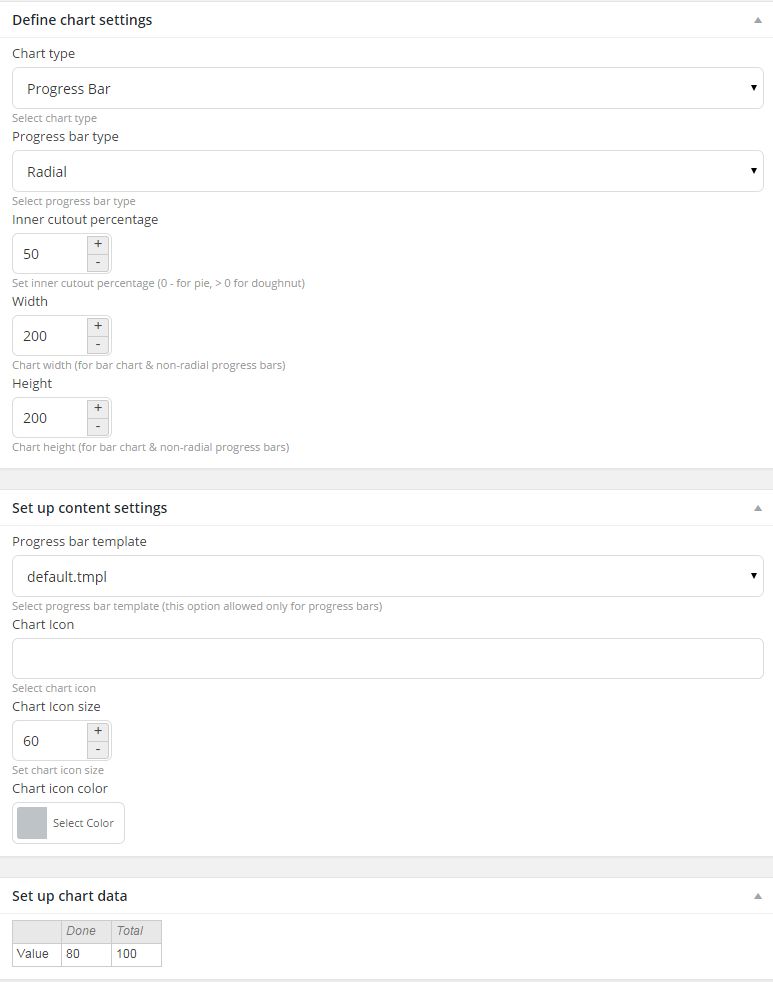 Define chart settings
Chart type
Progress Bar
Select chart type
Progress bar type
Radial
Select progress bar type
Inner cutout percentage
50 + -
Set inner cutout percentage (0 - for pie, > 0 for doughnut)
Width
200 + -
Chart width (for bar chart & non-radial progress bars)
Height
200 + -
Chart height (for bar chart & non-radial progress bars)
Set up content settings
Progress bar template
default.tmpl
Select progress bar template (this option allowed only for progress bars)
Chart Icon
Select chart icon
Chart Icon size
60 + -
Set chart icon size
Chart icon color
Select Color
Set up chart data
Done Total
Value 80 100